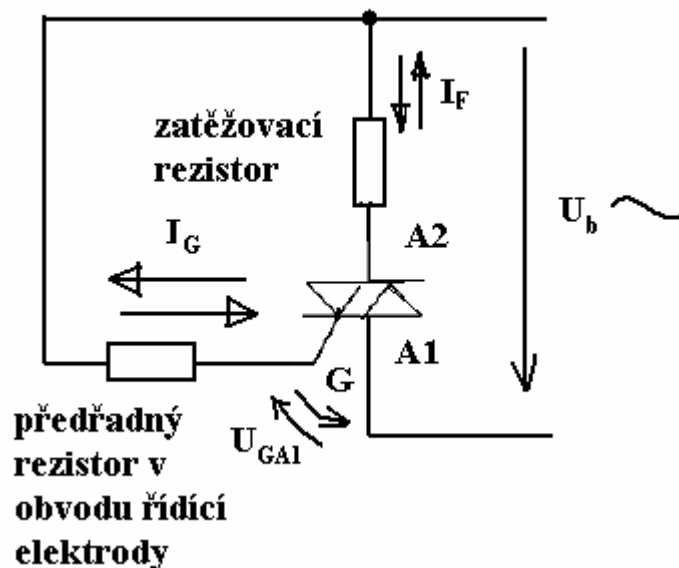 zatěžovací
rezistor
I_F
U_b
I_G
A2
A1
G
U_GA1
předřadný
rezistor v
obvodu řídící
elektrody